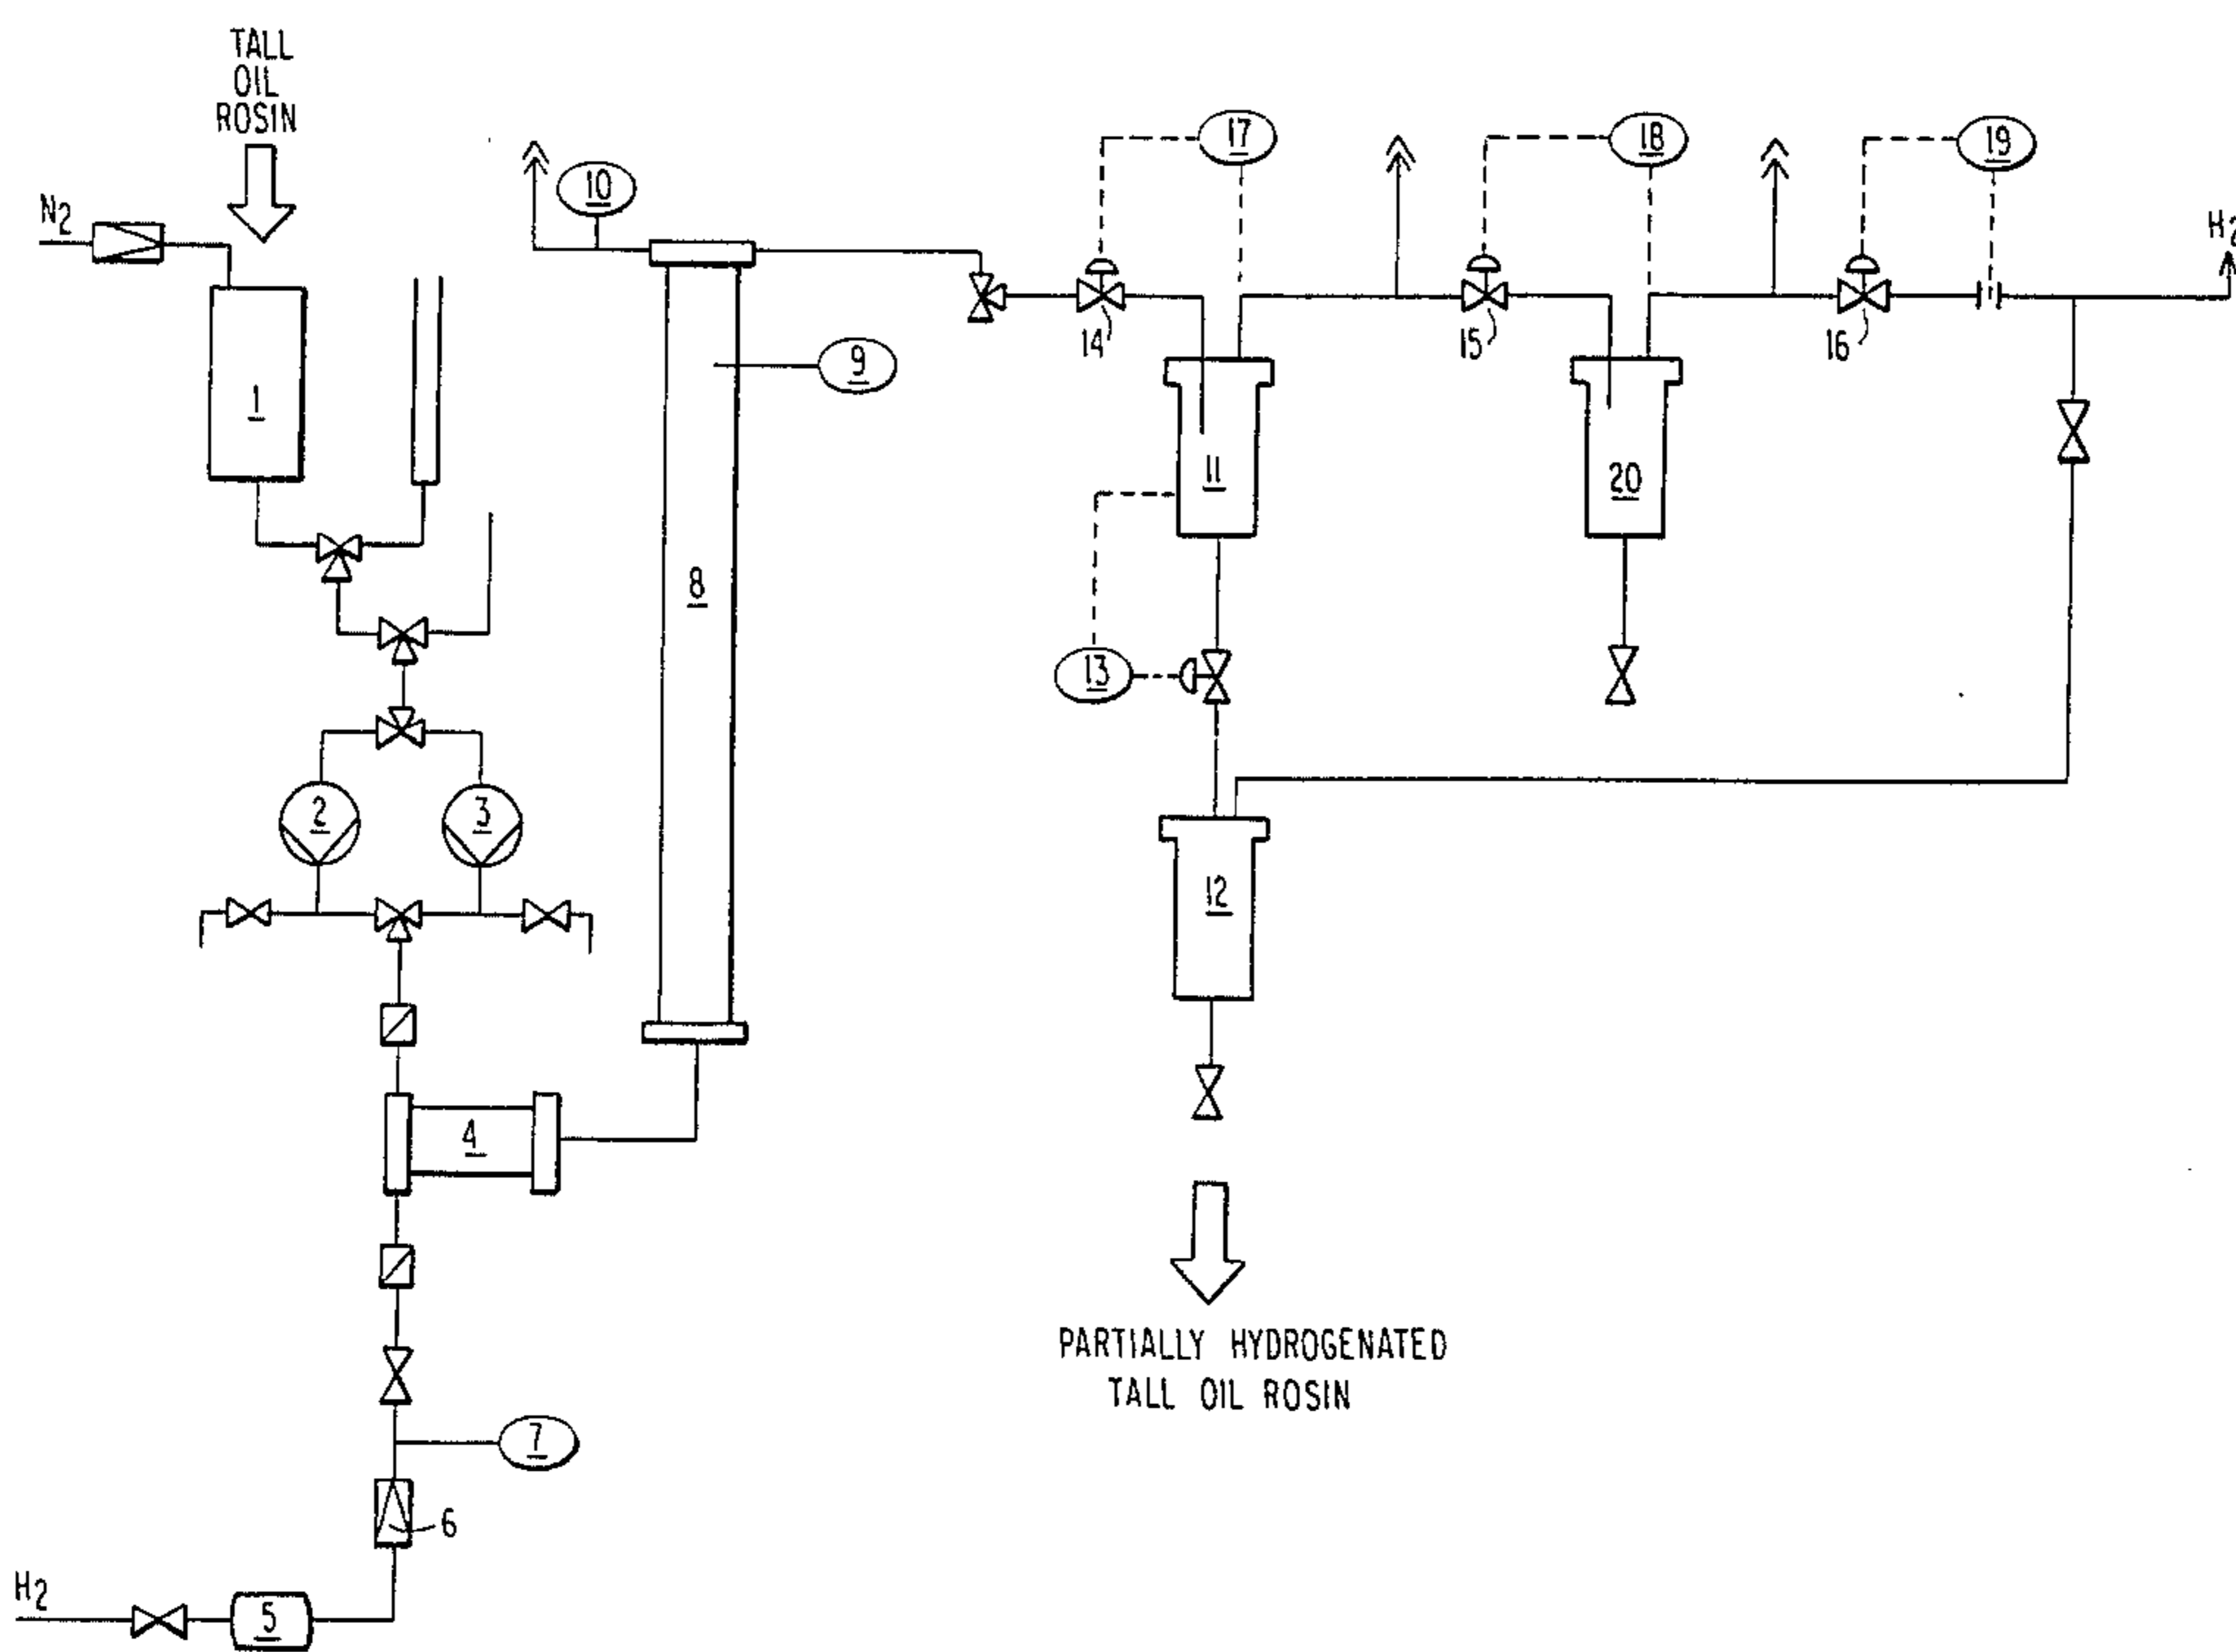 TALL
OIL
ROSIN
N2
10
17
18
19
H2
14
15
16
9
1
11
20
8
13
2
3
12
4
PARTIALLY HYDROGENATED
TALL OIL ROSIN
7
6
H2
5